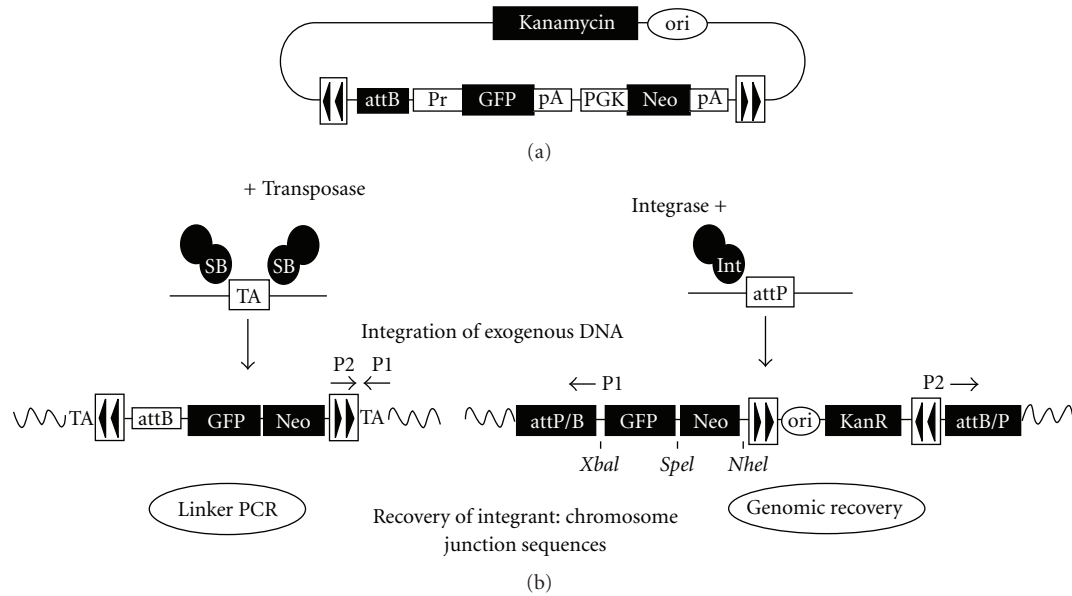 Kanamycin ori
attB Pr GFP pA PGK Neo pA
(a)
+ Transposase
Integrase +
SB SB
Int
TA
attP
Integration of exogenous DNA
P2 P1
P1
P2
TA attB GFP Neo TA
attP/B GFP Neo ori KanR attB/P
XbaI SpeI NheI
Linker PCR
Genomic recovery
Recovery of integrant: chromosome
junction sequences
(b)